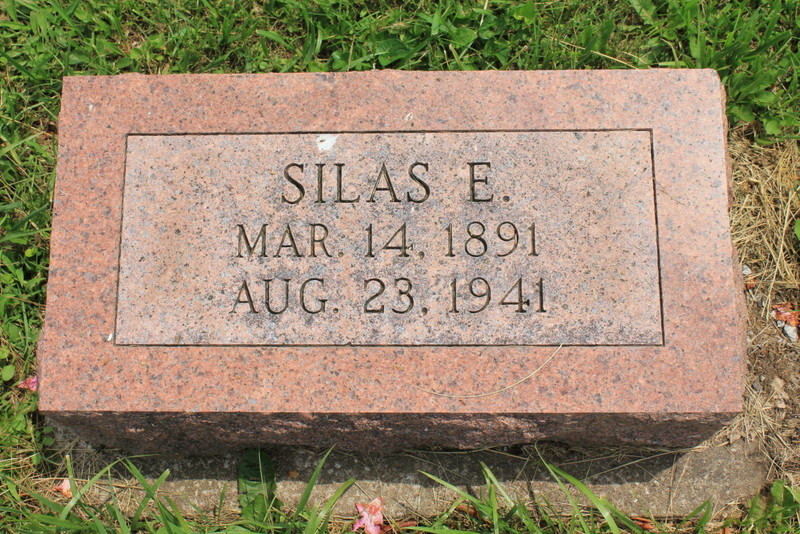 SILAS E.
MAR. 14, 1891
AUG. 23, 1941